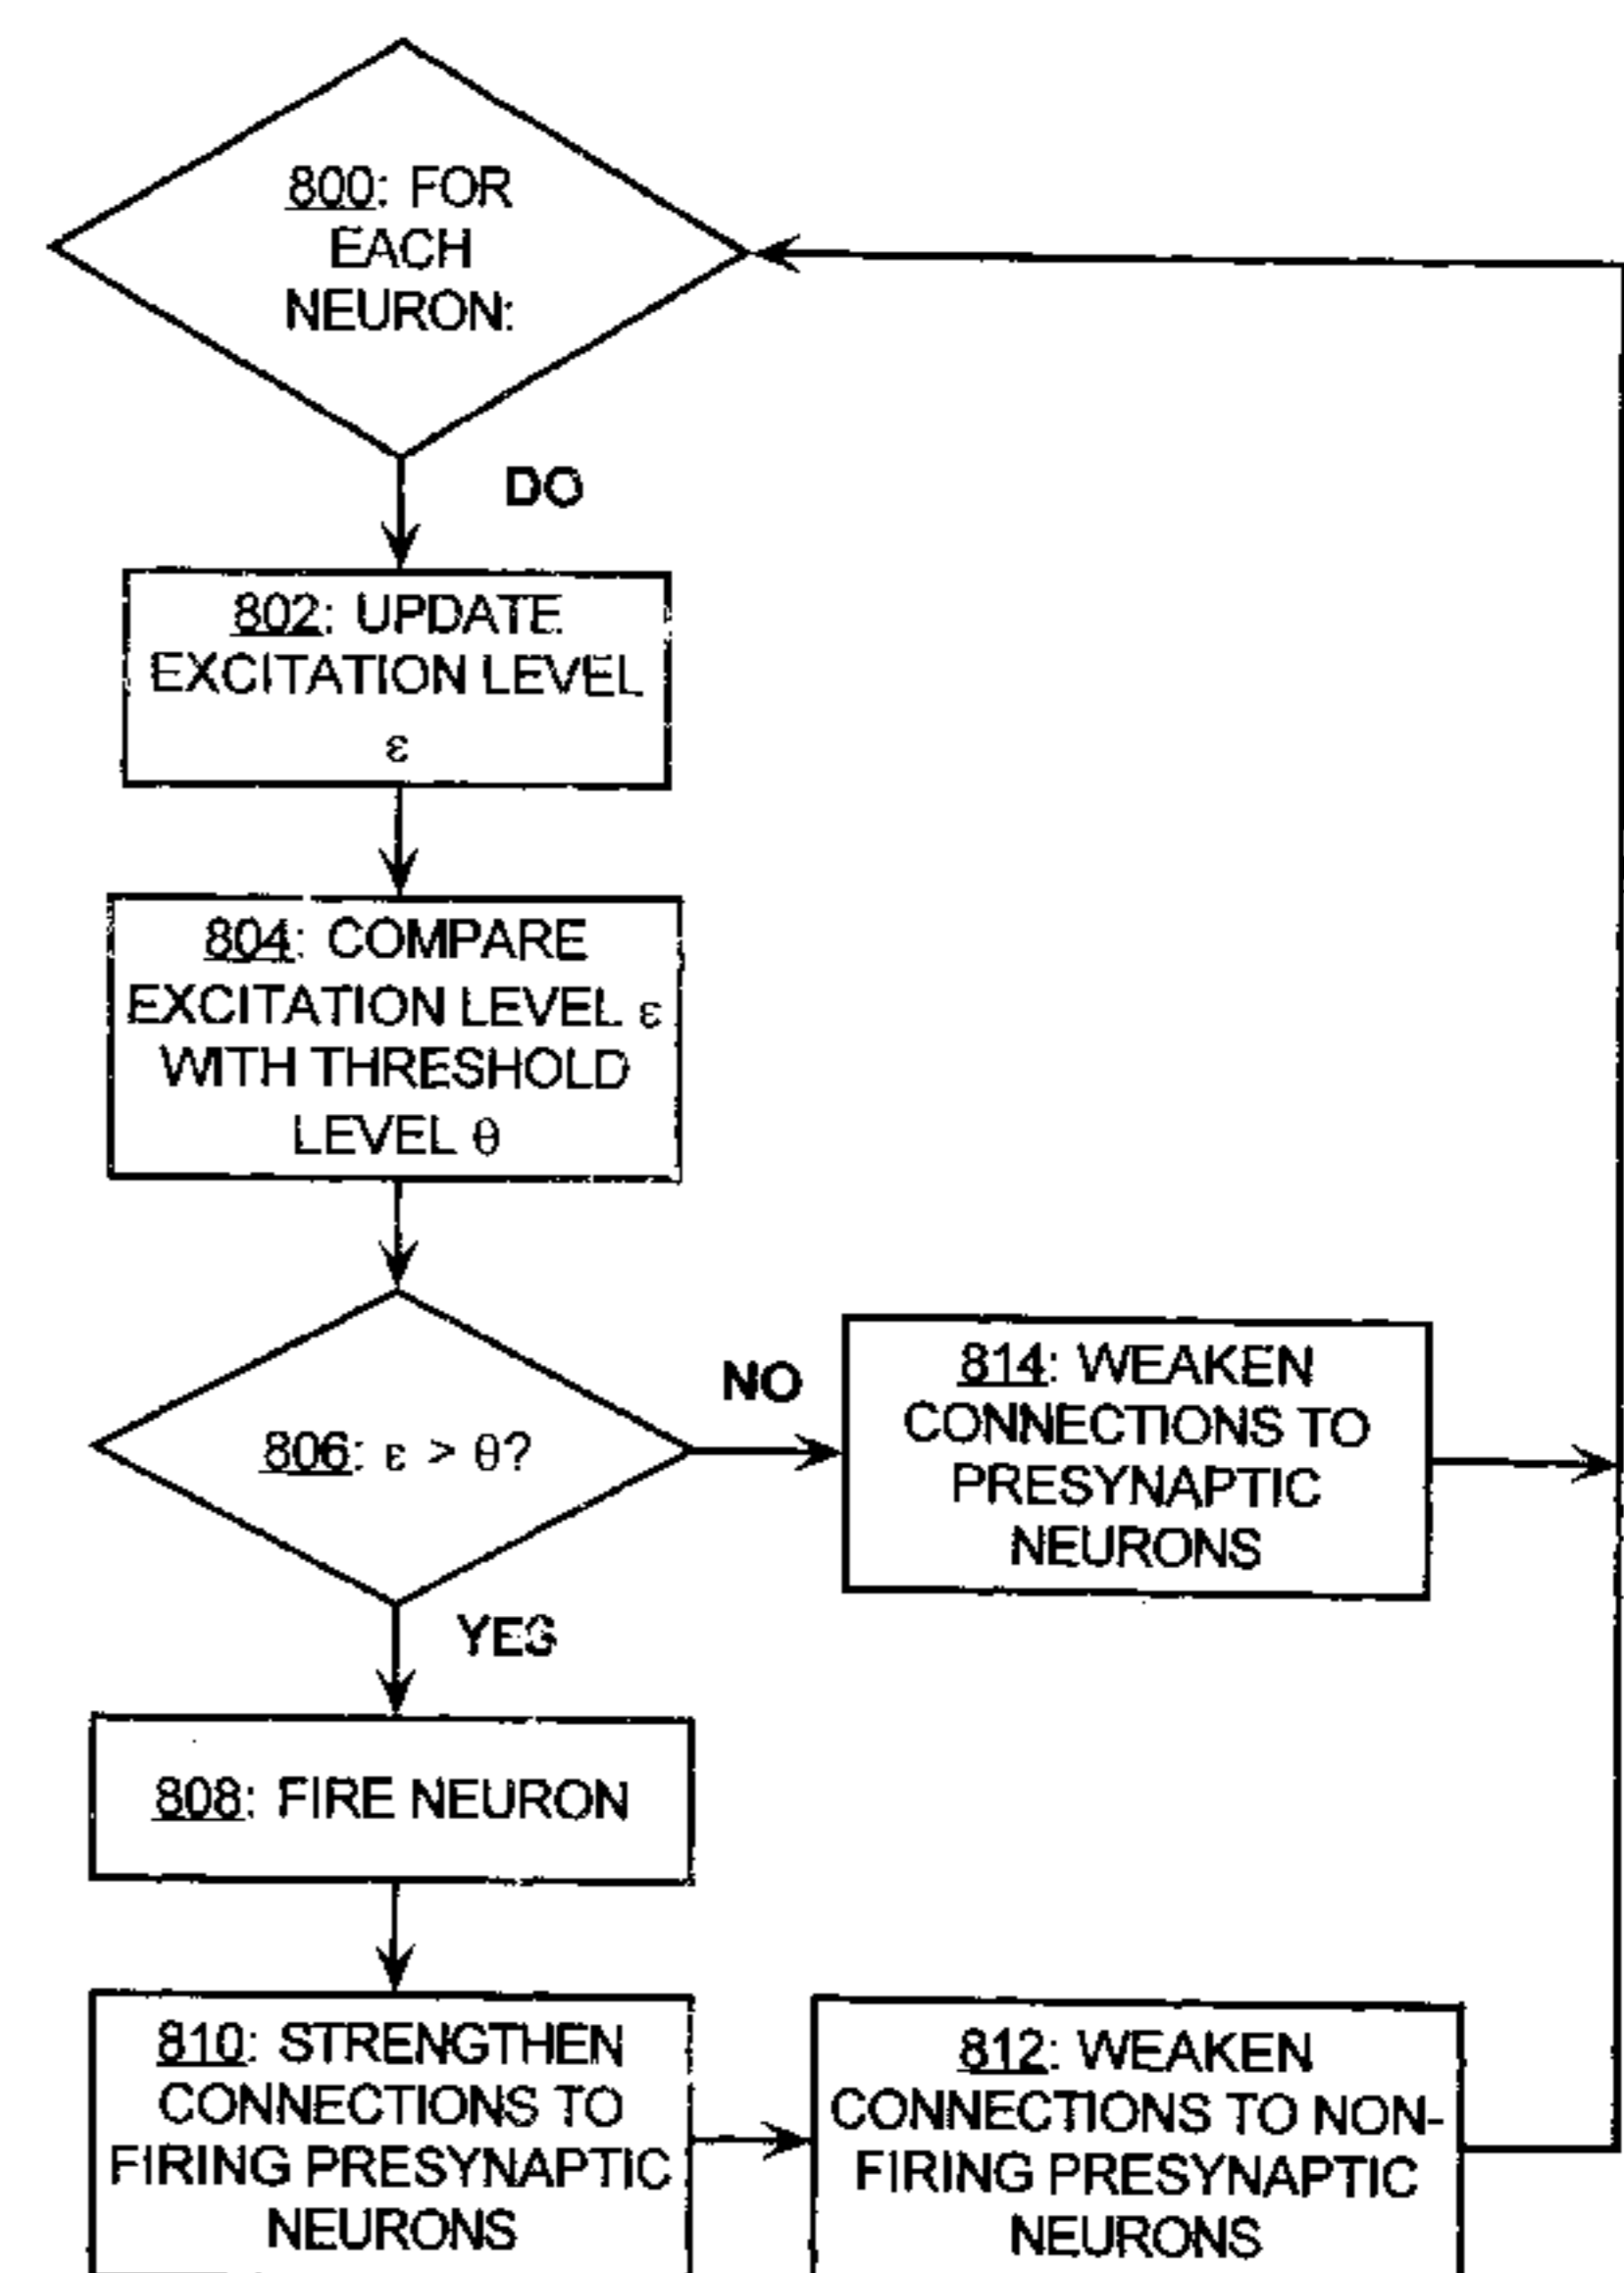 800: FOR
EACH
NEURON:
DO
802: UPDATE
EXCITATION LEVEL
ε
804: COMPARE
EXCITATION LEVEL ε
WITH THRESHOLD
LEVEL θ
806: ε > θ?
NO
814: WEAKEN
CONNECTIONS TO
PRESYNAPTIC
NEURONS
YES
808: FIRE NEURON
810: STRENGTHEN
CONNECTIONS TO
FIRING PRESYNAPTIC
NEURONS
812: WEAKEN
CONNECTIONS TO NON-
FIRING PRESYNAPTIC
NEURONS